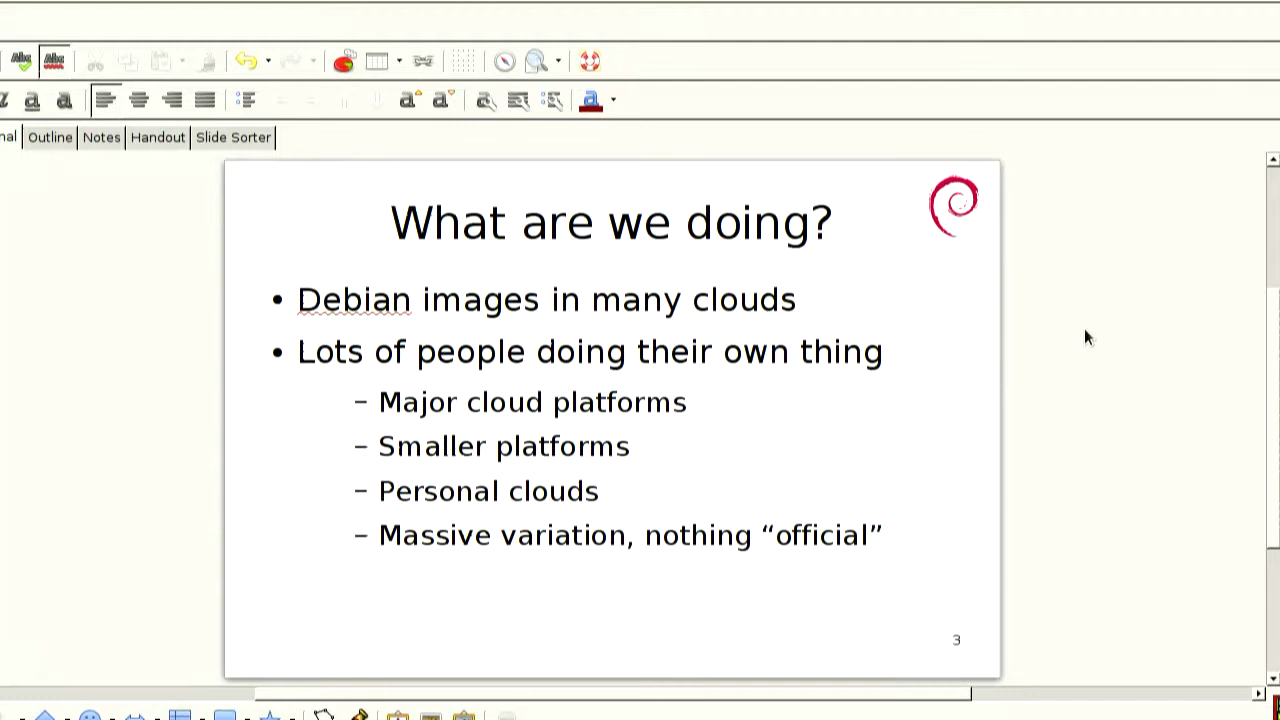 nal Outline Notes Handout Slide Sorter
What are we doing?
• Debian images in many clouds
• Lots of people doing their own thing
– Major cloud platforms
– Smaller platforms
– Personal clouds
– Massive variation, nothing “official”
3